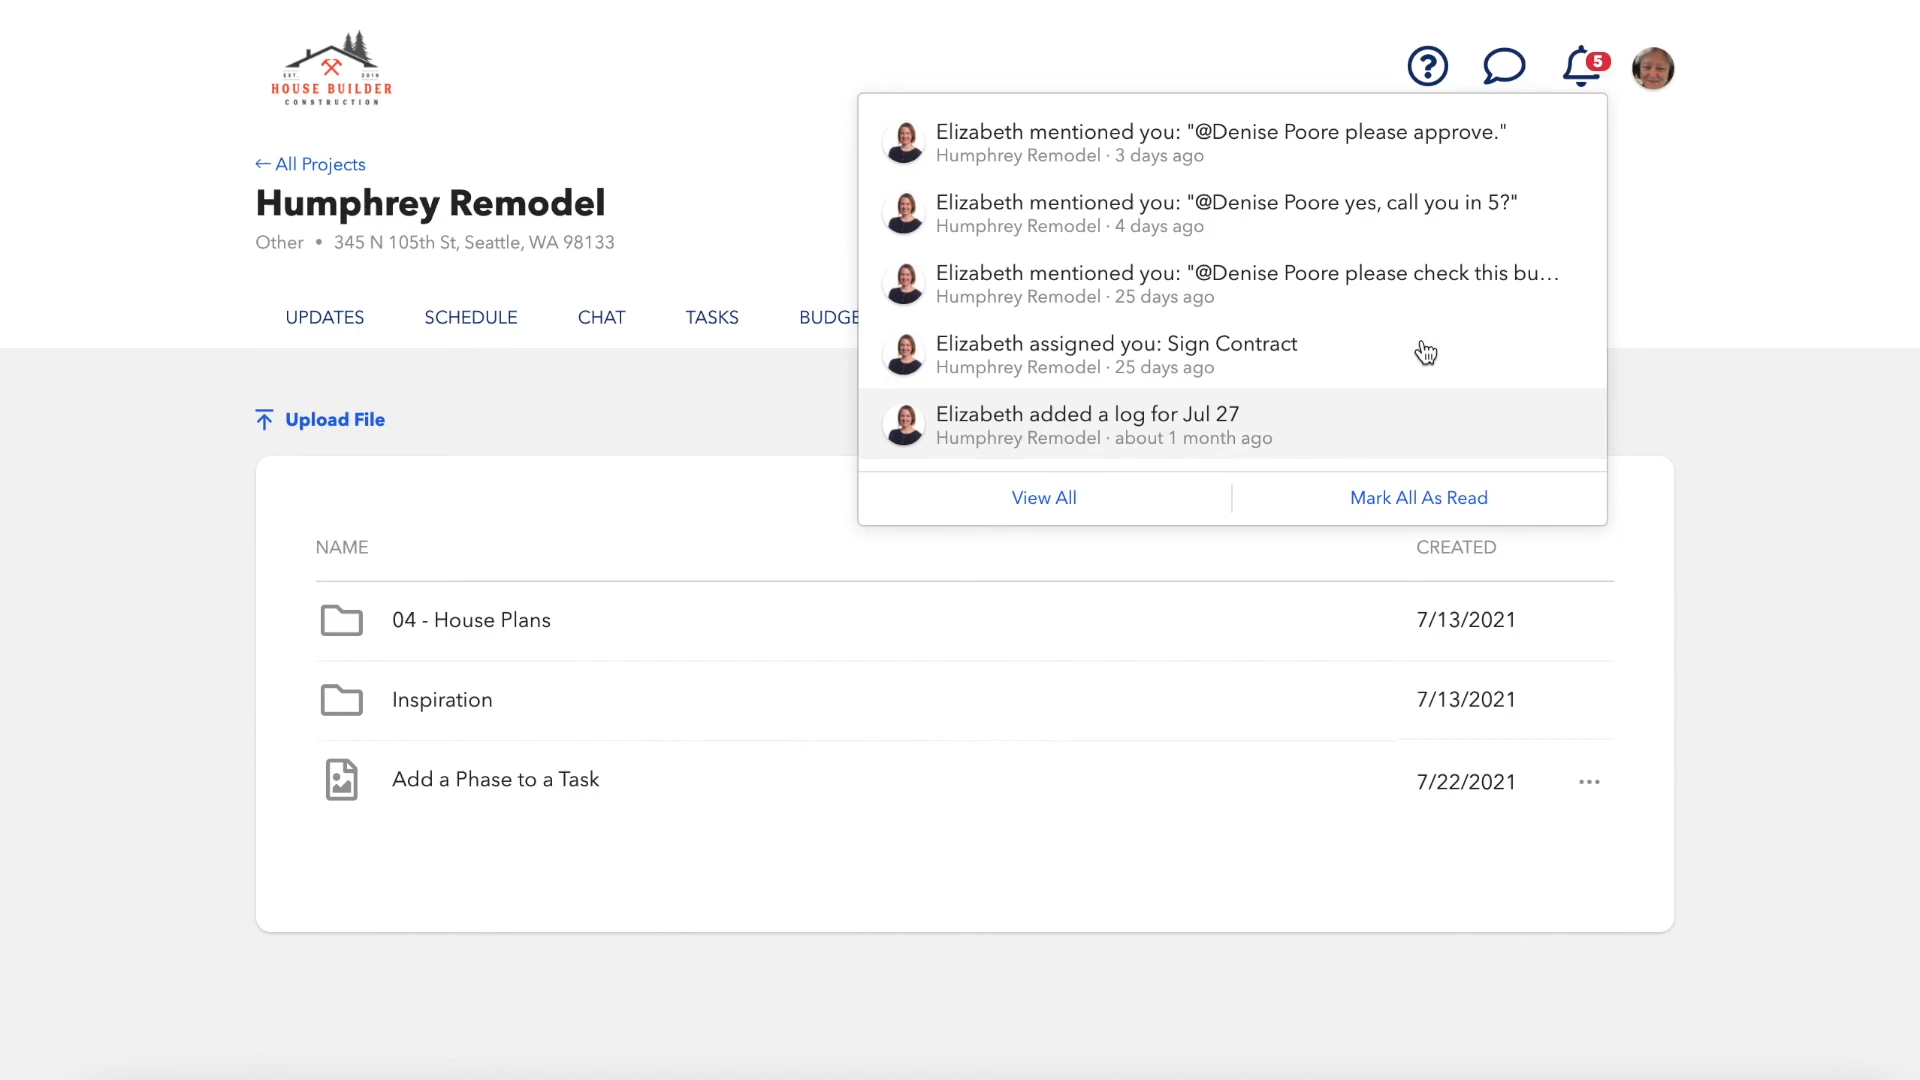 EST. 2019
HOUSE BUILDER
CONSTRUCTION
?
5
← All Projects
Humphrey Remodel
Other • 345 N 105th St, Seattle, WA 98133
UPDATES SCHEDULE CHAT TASKS BUDGE
Elizabeth mentioned you: "@Denise Poore please approve."
Humphrey Remodel · 3 days ago
Elizabeth mentioned you: "@Denise Poore yes, call you in 5?"
Humphrey Remodel · 4 days ago
Elizabeth mentioned you: "@Denise Poore please check this bu...
Humphrey Remodel · 25 days ago
Elizabeth assigned you: Sign Contract
Humphrey Remodel · 25 days ago
Elizabeth added a log for Jul 27
Humphrey Remodel · about 1 month ago
View All Mark All As Read
Upload File
NAME CREATED
04 - House Plans 7/13/2021
Inspiration 7/13/2021
Add a Phase to a Task 7/22/2021